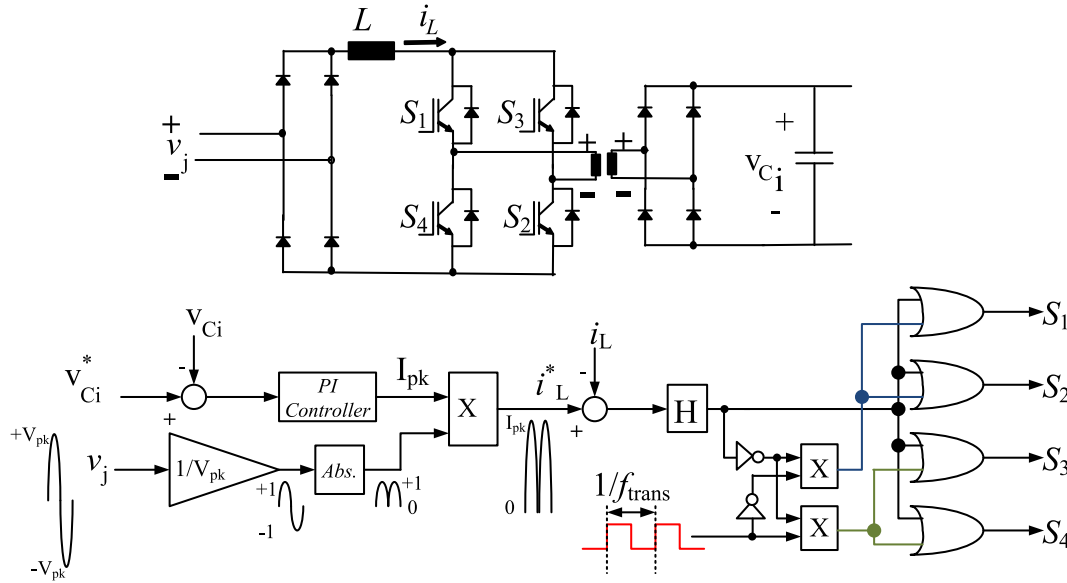 L
i_L
S_1
S_3
+
v_j
-
+
+
+
v_Ci
-
-
-
S_4
S_2
v_Ci
-
v*_Ci
+
PI
Controller
I_pk
X
i*_L
i_L
-
+
H
I_pk
0
+V_pk
-V_pk
v_j
1/V_pk
+1
-1
Abs.
+1
0
1/f_trans
X
X
S_1
S_2
S_3
S_4